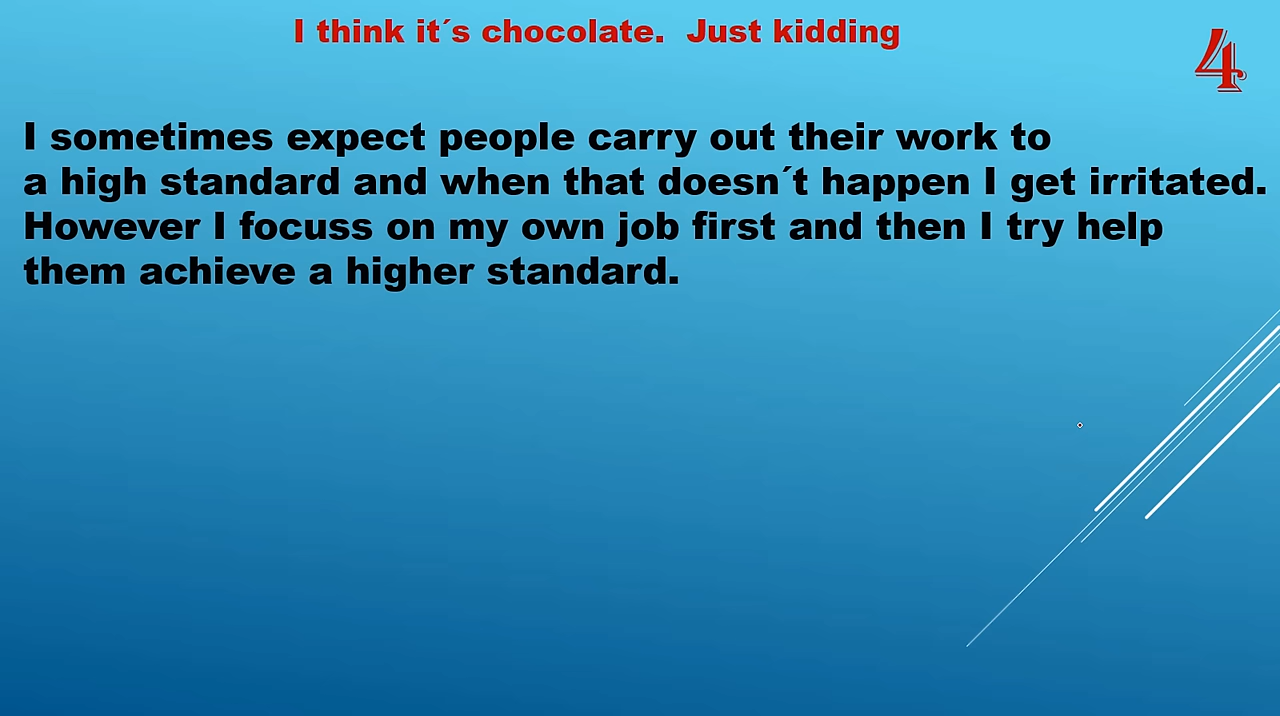 I think it´s chocolate.  Just kidding
4
I sometimes expect people carry out their work to
a high standard and when that doesn´t happen I get irritated.
However I focuss on my own job first and then I try help
them achieve a higher standard.